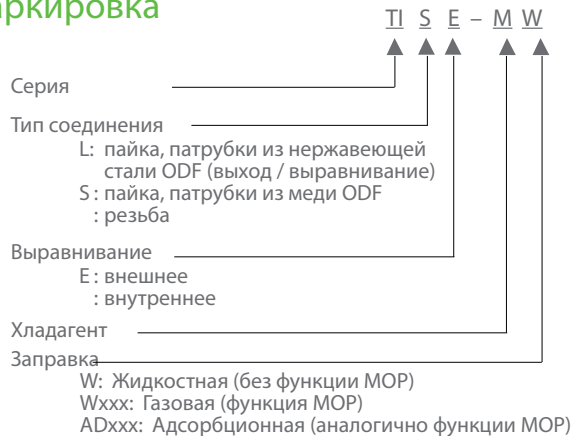 TI S E – M W
Серия
Тип соединения
L: пайка, патрубки из нержавеющей
стали ODF (выход / выравнивание)
S : пайка, патрубки из меди ODF
: резьба
Выравнивание
E : внешнее
: внутреннее
Хладагент
Заправка
W: Жидкостная (без функции MOP)
Wxxx: Газовая (функция MOP)
ADxxx: Адсорбционная (аналогично функции MOP)